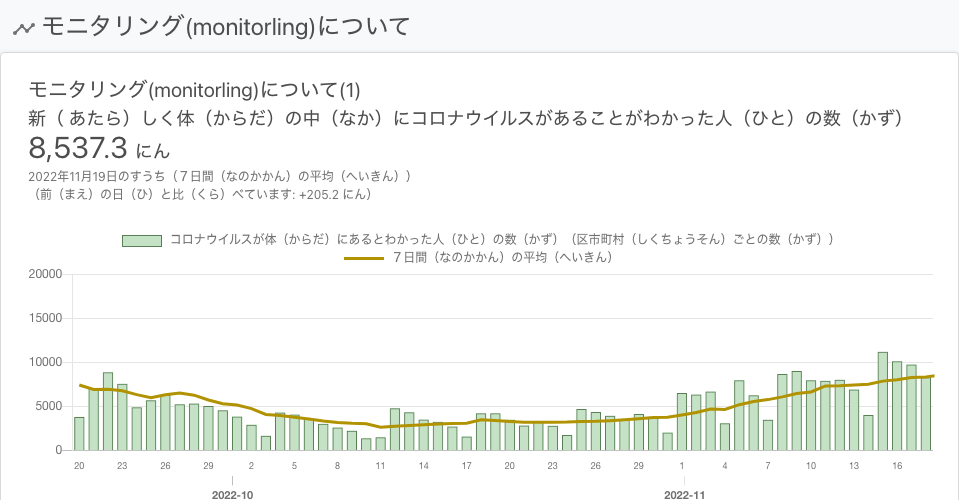 モニタリング(monitorling)について
モニタリング(monitorling)について(1)
新（ あたら）しく体（からだ）の中（なか）にコロナウイルスがあることがわかった人（ひと）の数（かず）
8,537.3 にん
2022年11月19日のすうち（７日間（なのかかん）の平均（へいきん））
（前（まえ）の日（ひ）と比（くら）べています: +205.2 にん）
コロナウイルスが体（からだ）にあるとわかった人（ひと）の数（かず）（区市町村（しくちょうそん）ごとの数（かず））
７日間（なのかかん）の平均（へいきん）
20000
15000
10000
5000
0
20 23 26 29 2 5 8 11 14 17 20 23 26 29 1 4 7 10 13 16
2022-10 2022-11